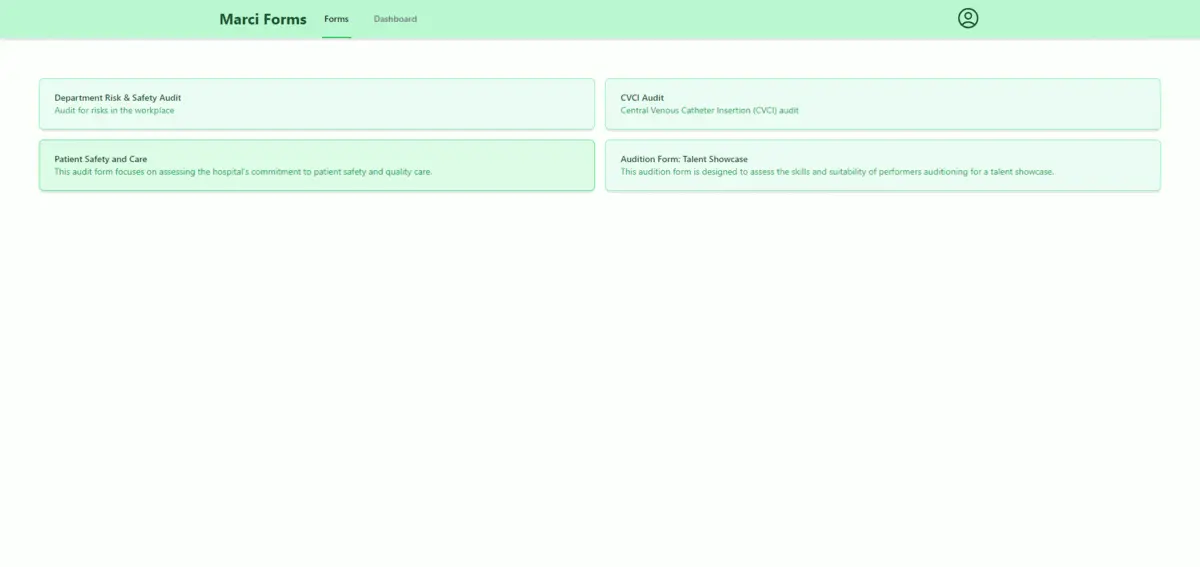 Marci Forms
Forms
Dashboard
Department Risk & Safety Audit
Audit for risks in the workplace
CVCI Audit
Central Venous Catheter Insertion (CVCI) audit
Patient Safety and Care
This audit form focuses on assessing the hospital's commitment to patient safety and quality care.
Audition Form: Talent Showcase
This audition form is designed to assess the skills and suitability of performers auditioning for a talent showcase.